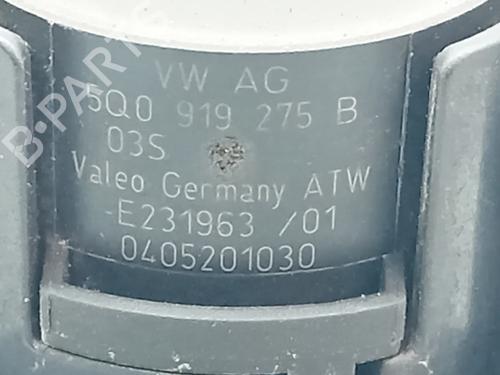 VW AG
5Q0 919 275 B
03S
Valeo Germany ATW
E231963 /01
0405201030
B-PARTS